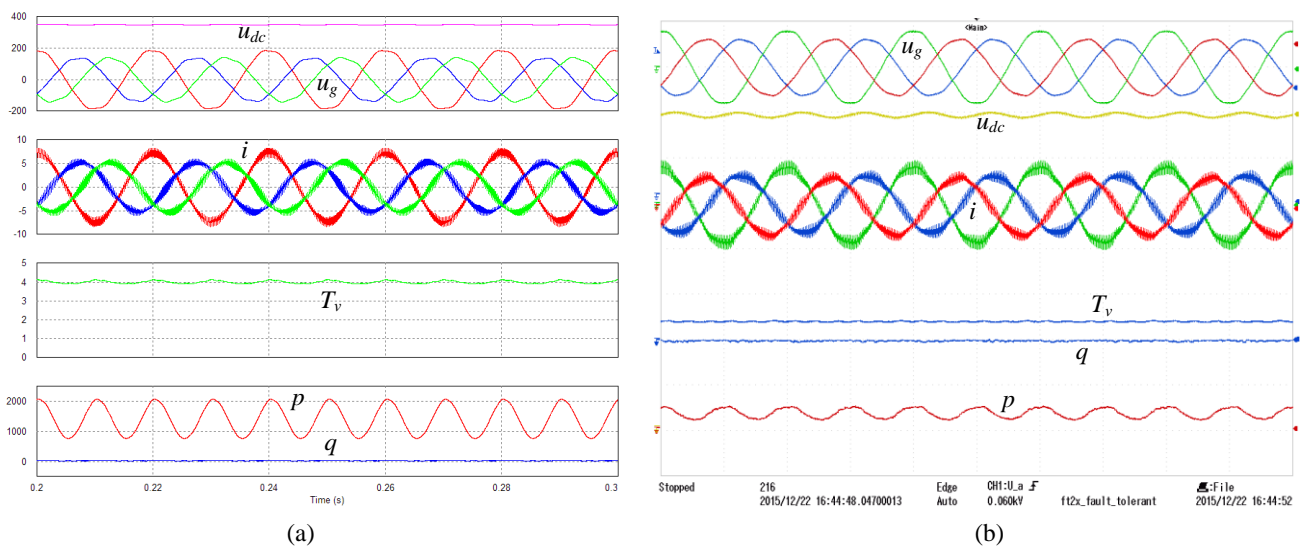 400
200
0
-200
u_dc
u_g
10
5
0
-5
-10
i
5
4
3
2
1
0
T_v
2000
1000
0
p
q
0.2 0.22 0.24 0.26 0.28 0.3
Time (s)
(a)
<Main>
u_g
u_dc
i
T_v
q
p
Stopped 216 Edge CH1:U_a File
2015/12/22 16:44:48.04700013 Auto 0.060kV ft2x_fault_tolerant 2015/12/22 16:44:52
(b)